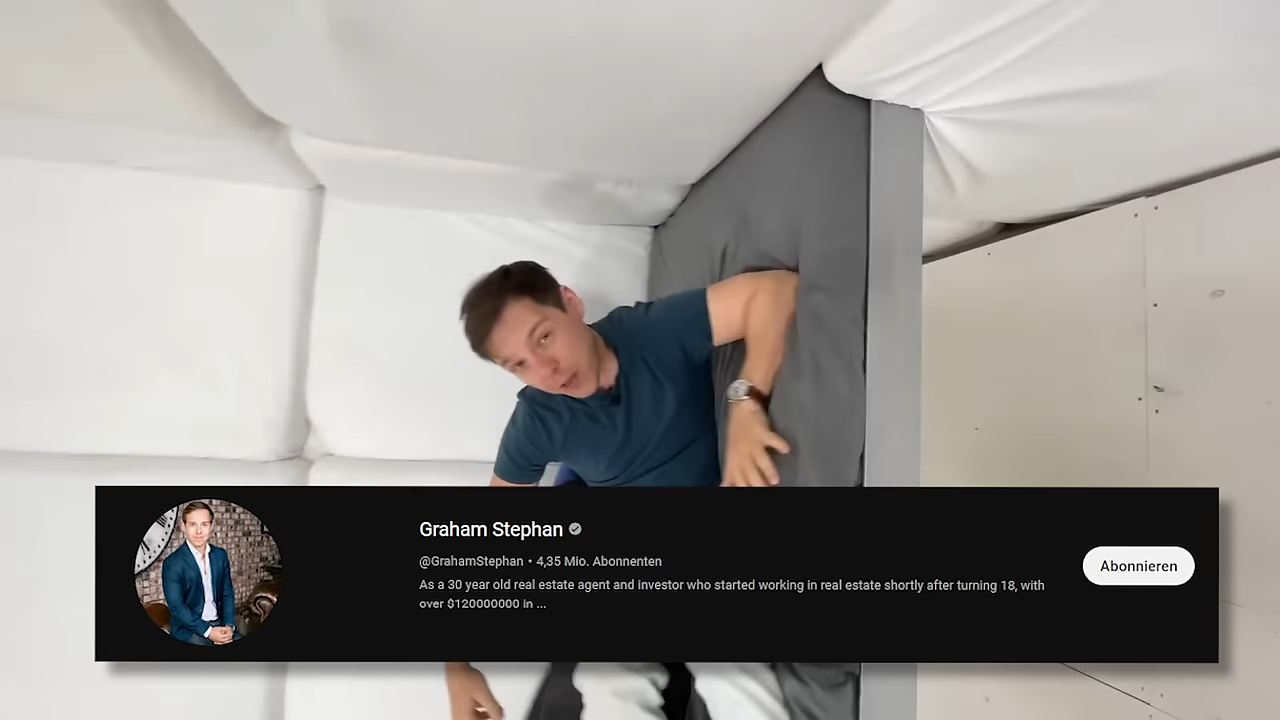 Graham Stephan
@GrahamStephan • 4,35 Mio. Abonnenten
As a 30 year old real estate agent and investor who started working in real estate shortly after turning 18, with
over $120000000 in ...
Abonnieren